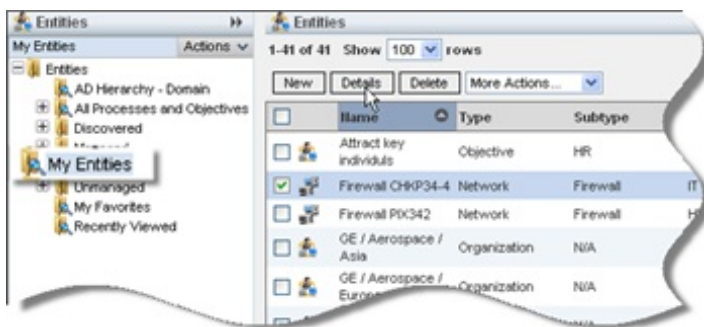 Entities
My Entities Actions
Entities
AD Hierarchy - Domain
All Processes and Objectives
Discovered
Managed
My Entities
Unmanaged
My Favorites
Recently Viewed
Entities
1-41 of 41 Show 100 rows
New Details Delete More Actions...
Name Type Subtype
Attract key
individuls Objective HR
Firewall CHKP34-4 Network Firewall IT
Firewall PIX342 Network Firewall
GE / Aerospace /
Asia Organization N/A
GE / Aerospace /
Europe Organization N/A
N/A